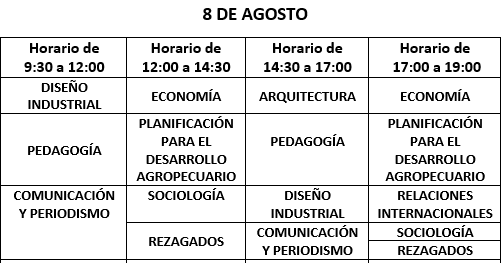 8 DE AGOSTO
Horario de
9:30 a 12:00
Horario de
12:00 a 14:30
Horario de
14:30 a 17:00
Horario de
17:00 a 19:00
DISEÑO
INDUSTRIAL
ECONOMÍA
ARQUITECTURA
ECONOMÍA
PEDAGOGÍA
PLANIFICACIÓN
PARA EL
DESARROLLO
AGROPECUARIO
PEDAGOGÍA
PLANIFICACIÓN
PARA EL
DESARROLLO
AGROPECUARIO
COMUNICACIÓN
Y PERIODISMO
SOCIOLOGÍA
DISEÑO
INDUSTRIAL
RELACIONES
INTERNACIONALES
REZAGADOS
COMUNICACIÓN
Y PERIODISMO
SOCIOLOGÍA
REZAGADOS